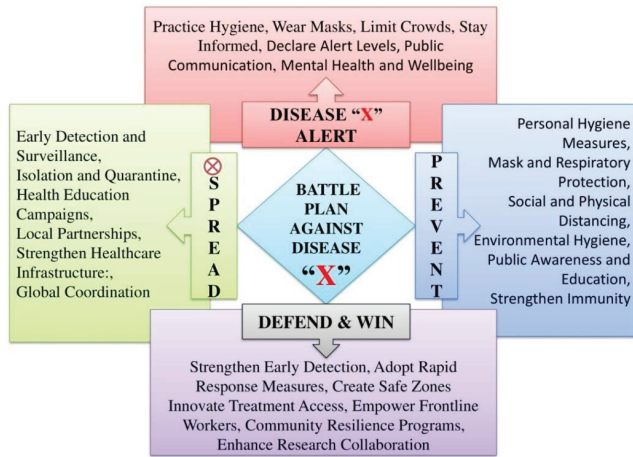 Practice Hygiene, Wear Masks, Limit Crowds, Stay
Informed, Declare Alert Levels, Public
Communication, Mental Health and Wellbeing
DISEASE “X”
ALERT
Early Detection and
Surveillance,
Isolation and Quarantine,
Health Education
Campaigns,
Local Partnerships,
Strengthen Healthcare
Infrastructure:,
Global Coordination
SPREAD
BATTLE
PLAN
AGAINST
DISEASE
“X”
PREVENT
Personal Hygiene
Measures,
Mask and Respiratory
Protection,
Social and Physical
Distancing,
Environmental Hygiene,
Public Awareness and
Education,
Strengthen Immunity
DEFEND & WIN
Strengthen Early Detection, Adopt Rapid
Response Measures, Create Safe Zones
Innovate Treatment Access, Empower Frontline
Workers, Community Resilience Programs,
Enhance Research Collaboration